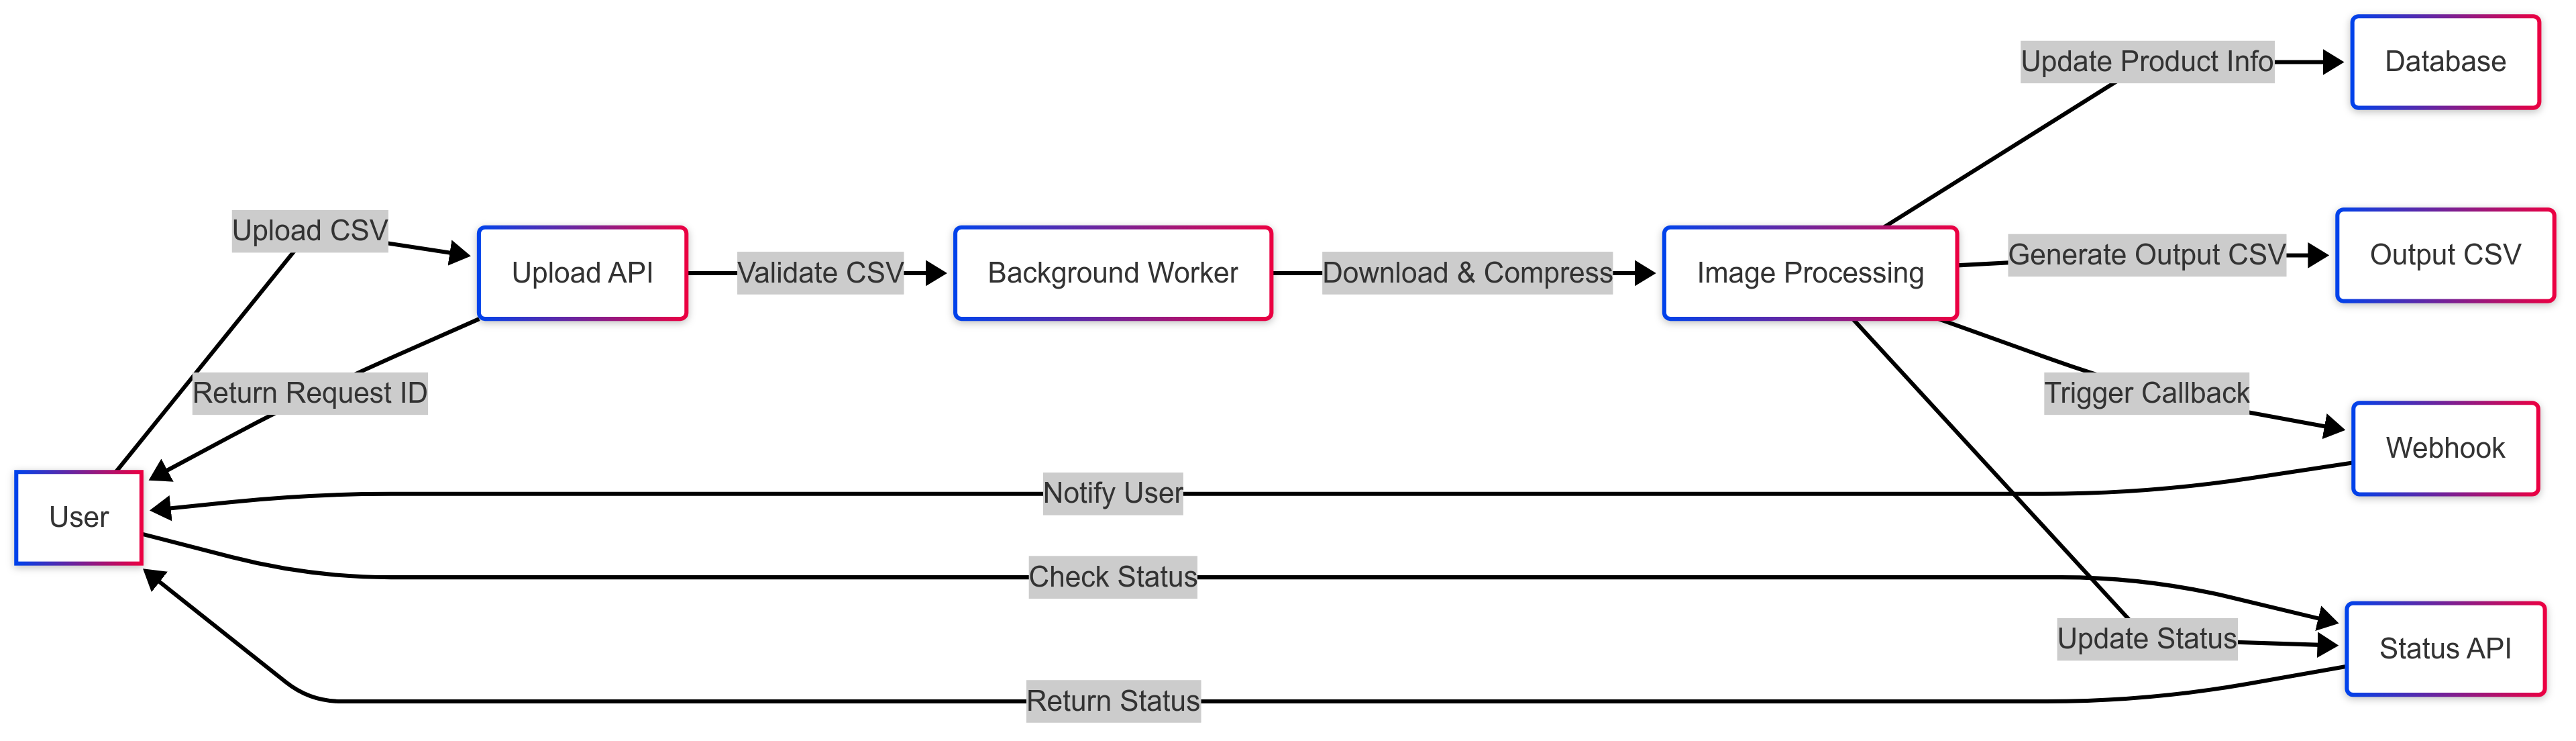 Update Product Info
Database
Upload CSV
Upload API
Validate CSV
Background Worker
Download & Compress
Image Processing
Generate Output CSV
Output CSV
Return Request ID
Trigger Callback
Webhook
Notify User
User
Check Status
Update Status
Status API
Return Status